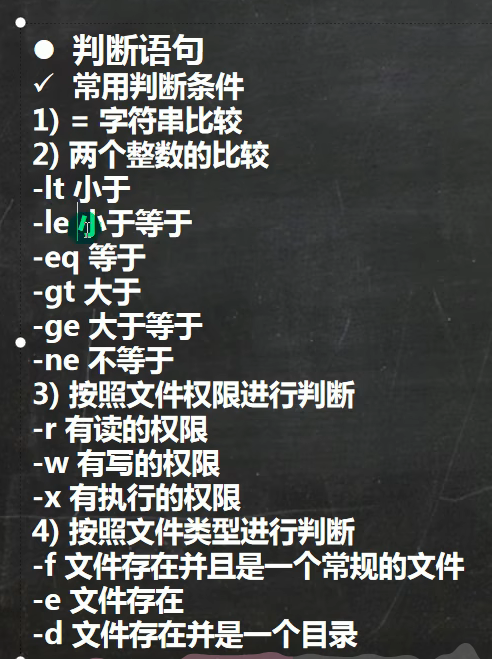 ● 判断语句
✓ 常用判断条件
1) = 字符串比较
2) 两个整数的比较
-lt 小于
-le 小于等于
-eq 等于
-gt 大于
-ge 大于等于
-ne 不等于
3) 按照文件权限进行判断
-r 有读的权限
-w 有写的权限
-x 有执行的权限
4) 按照文件类型进行判断
-f 文件存在并且是一个常规的文件
-e 文件存在
-d 文件存在并是一个目录